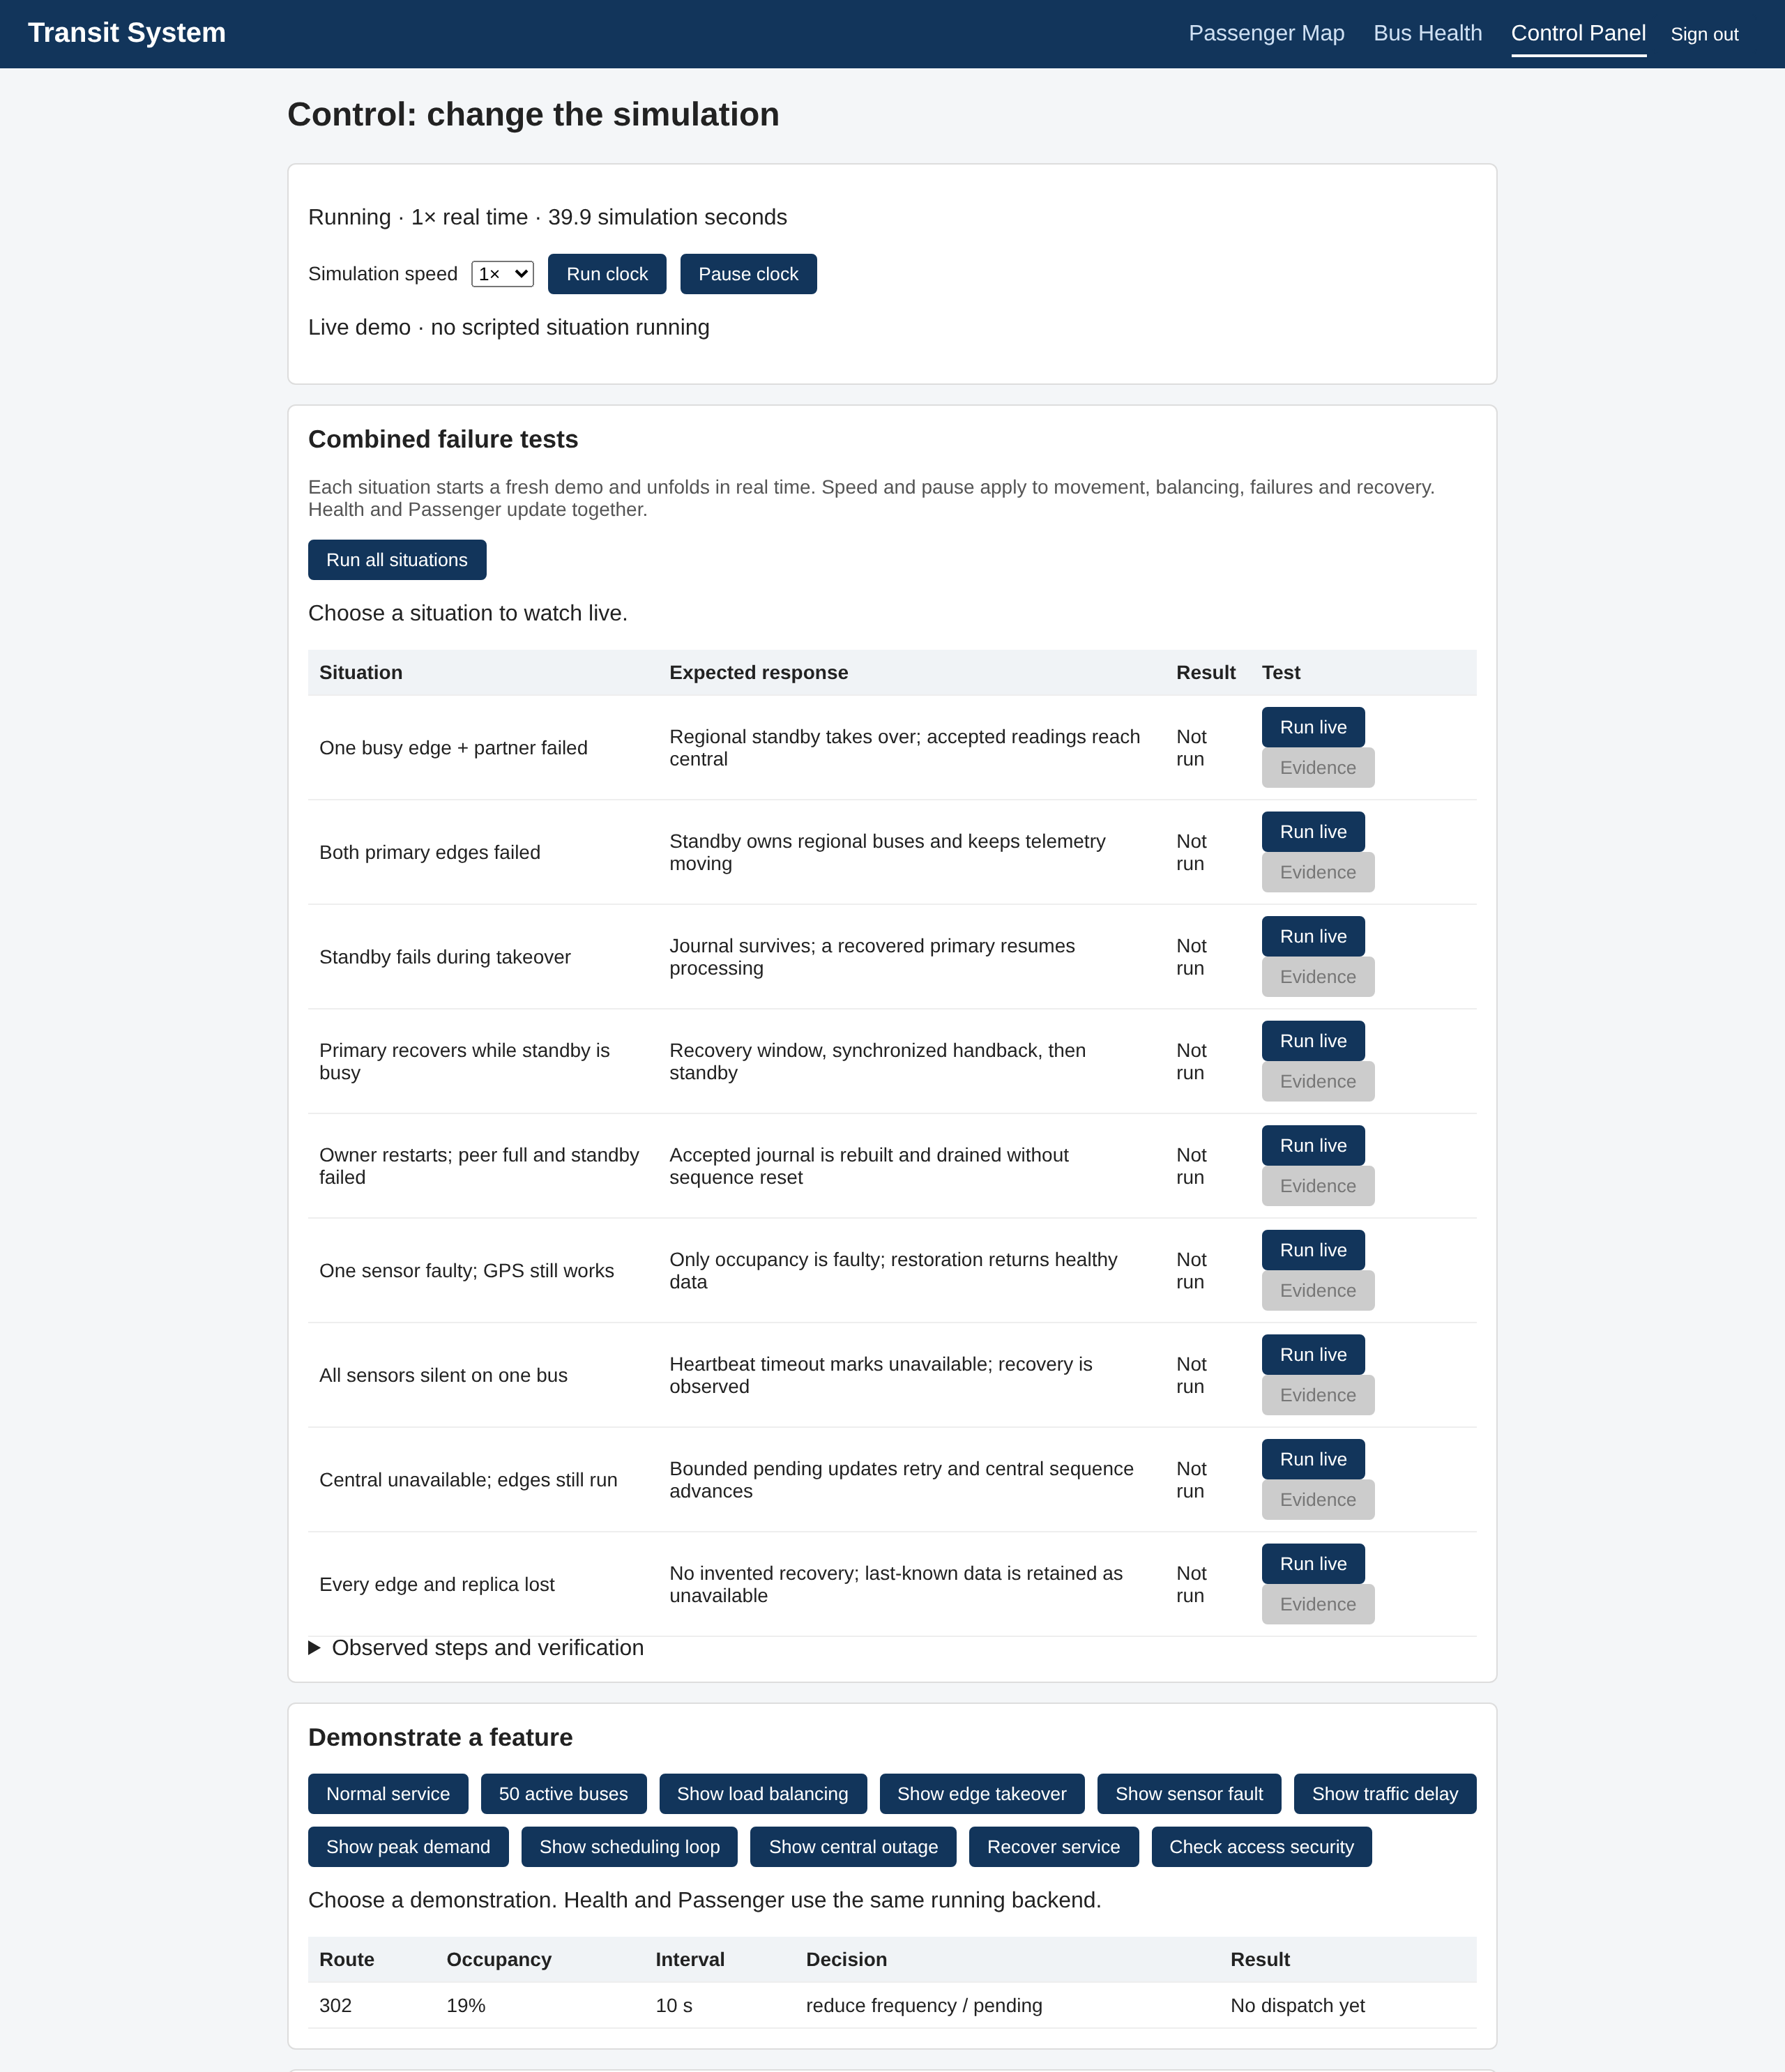 Transit System
Passenger Map
Bus Health
Control Panel
Sign out
Control: change the simulation
Running · 1× real time · 39.9 simulation seconds
Simulation speed 1× Run clock Pause clock
Live demo · no scripted situation running
Combined failure tests
Each situation starts a fresh demo and unfolds in real time. Speed and pause apply to movement, balancing, failures and recovery.
Health and Passenger update together.
Run all situations
Choose a situation to watch live.
Situation Expected response Result Test
One busy edge + partner failed
Regional standby takes over; accepted readings reach
central
Not
run
Run live
Evidence
Both primary edges failed
Standby owns regional buses and keeps telemetry
moving
Not
run
Run live
Evidence
Standby fails during takeover
Journal survives; a recovered primary resumes
processing
Not
run
Run live
Evidence
Primary recovers while standby is
busy
Recovery window, synchronized handback, then
standby
Not
run
Run live
Evidence
Owner restarts; peer full and standby
failed
Accepted journal is rebuilt and drained without
sequence reset
Not
run
Run live
Evidence
One sensor faulty; GPS still works
Only occupancy is faulty; restoration returns healthy
data
Not
run
Run live
Evidence
All sensors silent on one bus
Heartbeat timeout marks unavailable; recovery is
observed
Not
run
Run live
Evidence
Central unavailable; edges still run
Bounded pending updates retry and central sequence
advances
Not
run
Run live
Evidence
Every edge and replica lost
No invented recovery; last-known data is retained as
unavailable
Not
run
Run live
Evidence
Observed steps and verification
Demonstrate a feature
Normal service 50 active buses Show load balancing Show edge takeover Show sensor fault Show traffic delay
Show peak demand Show scheduling loop Show central outage Recover service Check access security
Choose a demonstration. Health and Passenger use the same running backend.
Route Occupancy Interval Decision Result
302 19% 10 s reduce frequency / pending No dispatch yet